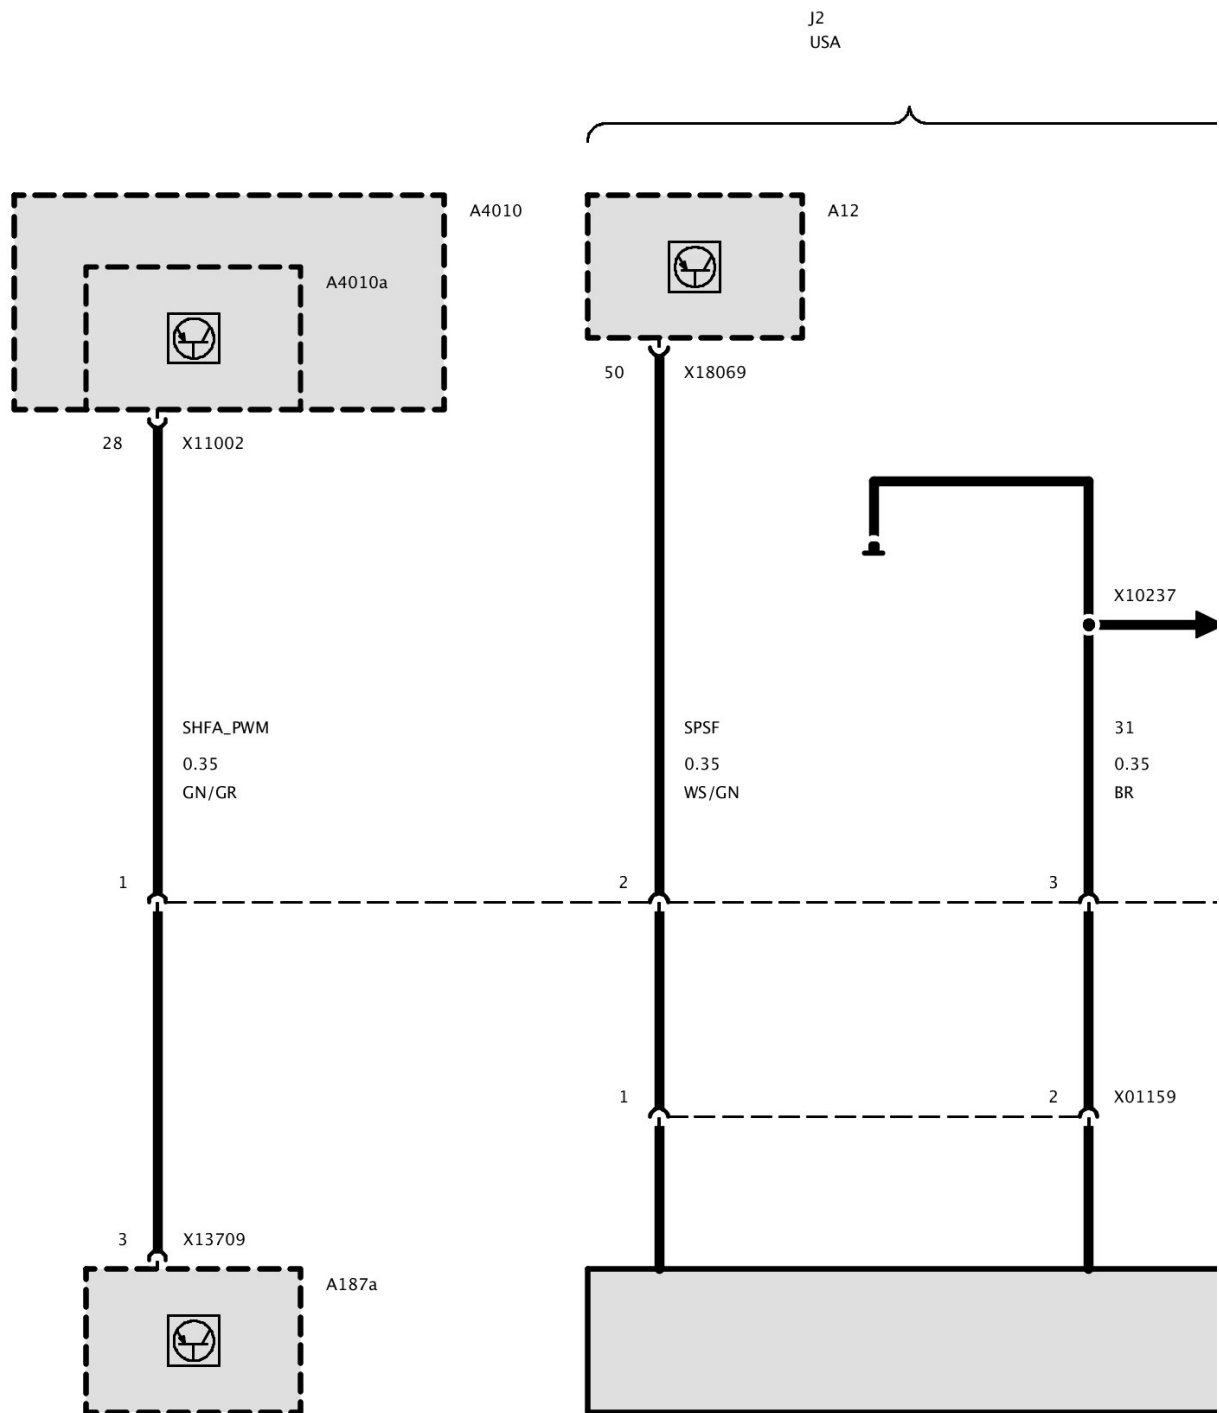 J2
USA
A4010
A12
A4010a
50 X18069
28 X11002
X10237
SHFA_PWM
0.35
GN/GR
SPSF
0.35
WS/GN
31
0.35
BR
1
2
3
1
2
X01159
3 X13709
A187a